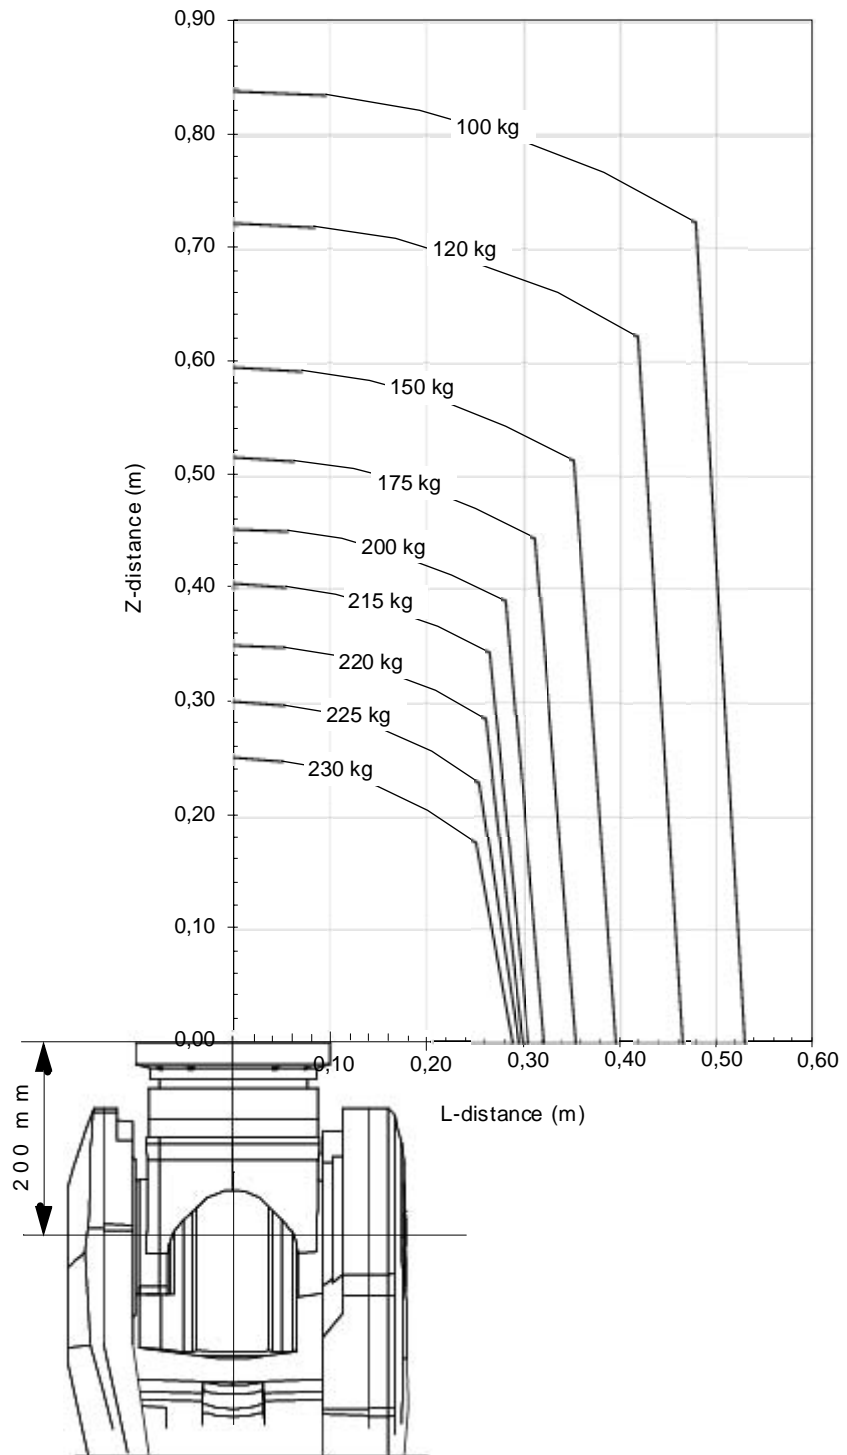 0,90
0,80
0,70
0,60
0,50
0,40
0,30
0,20
0,10
0,00
Z-distance (m)
100 kg
120 kg
150 kg
175 kg
200 kg
215 kg
220 kg
225 kg
230 kg
0,10 0,20 0,30 0,40 0,50 0,60
L-distance (m)
200 mm